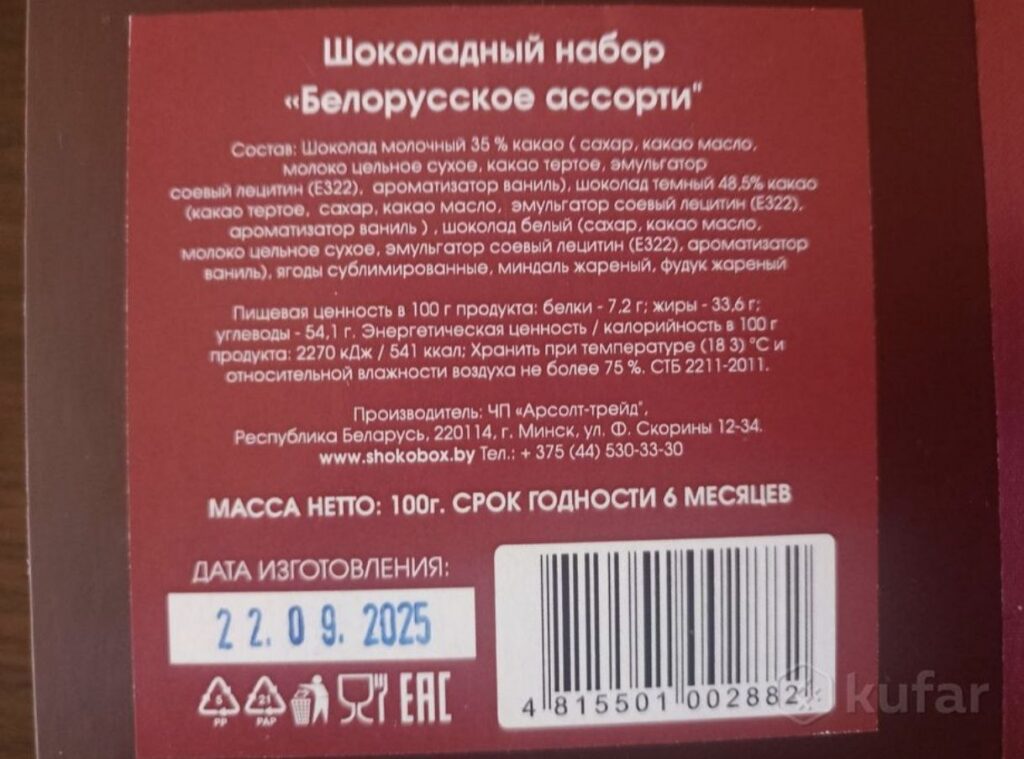 Шоколадный набор
«Белорусское ассорти"
Состав: Шоколад молочный 35 % какао ( сахар, какао масло,
молоко цельное сухое, какао тертое, эмульгатор
соевый лецитин (Е322), ароматизатор ваниль), шоколад темный 48,5% какао
(какао тертое, сахар, какао масло, эмульгатор соевый лецитин (Е322),
ароматизатор ваниль ) , шоколад белый (сахар, какао масло,
молоко цельное сухое, эмульгатор соевый лецитин (Е322), ароматизатор
ваниль), ягоды сублимированные, миндаль жареный, фудук жареный
Пищевая ценность в 100 г продукта: белки - 7,2 г; жиры - 33,6 г;
углеводы - 54,1 г. Энергетическая ценность / калорийность в 100 г
продукта: 2270 кДж / 541 ккал; Хранить при температуре (18 3) °С и
относительной влажности воздуха не более 75 %. СТБ 2211-2011.
Производитель: ЧП «Арсолт-трейд",
Республика Беларусь, 220114, г. Минск, ул. Ф. Скорины 12-34.
www.shokobox.by Тел.: + 375 (44) 530-33-30
МАССА НЕТТО: 100г. СРОК ГОДНОСТИ 6 МЕСЯЦЕВ
ДАТА ИЗГОТОВЛЕНИЯ:
22.09.2025
5 PP 21 PAP EAC
4 815501 002882
kufar